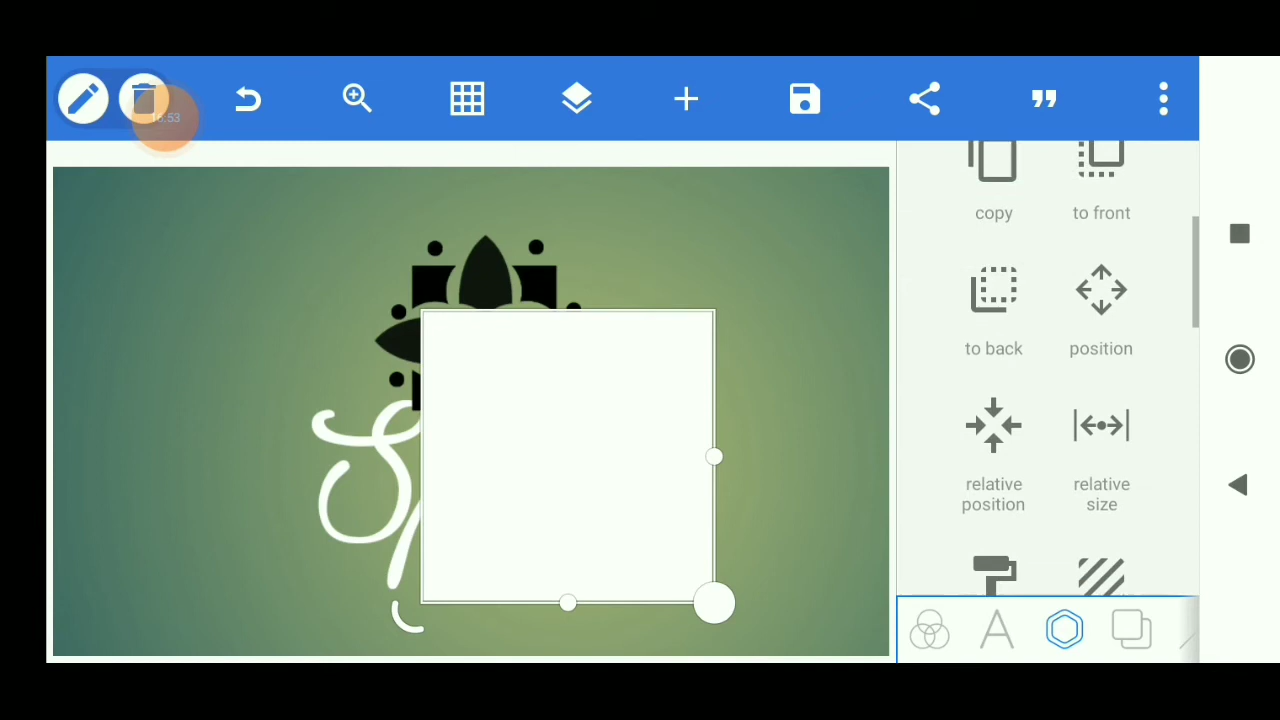 copy
to front
to back
position
relative
position
relative
size